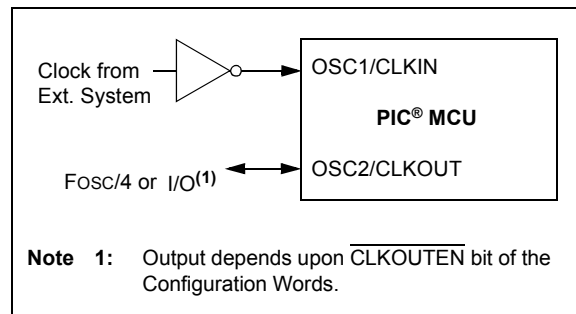 Clock from
Ext. System
OSC1/CLKIN
PIC® MCU
OSC2/CLKOUT
FOSC/4 or I/O(1)
Note 1: Output depends upon CLKOUTEN bit of the
Configuration Words.